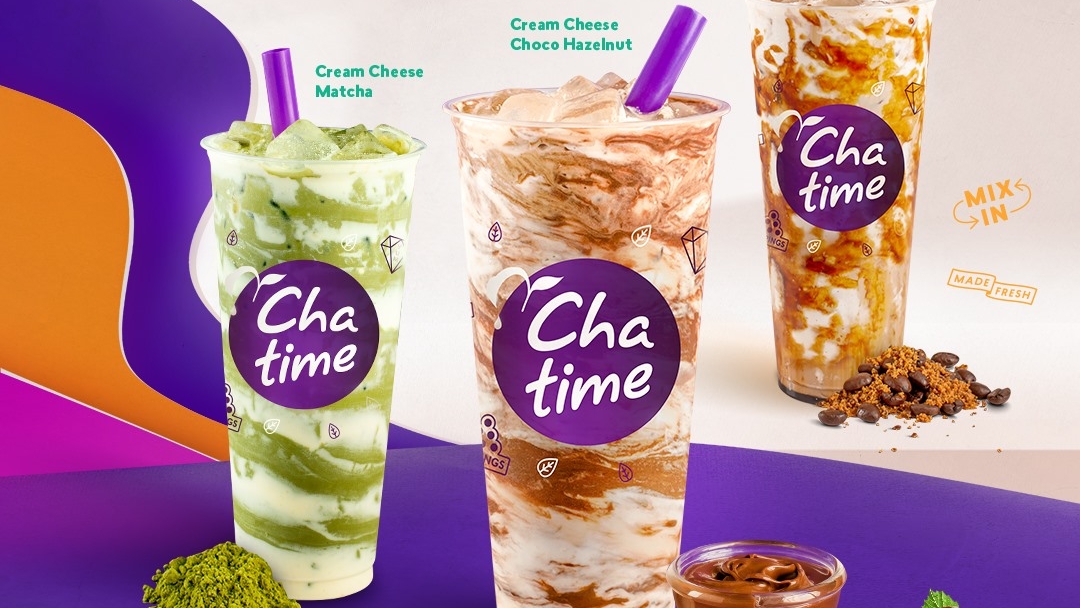 Cream Cheese
Matcha
Cream Cheese
Choco Hazelnut
Cha
time
Cha
time
Cha
time
MIX
IN
MADE
FRESH